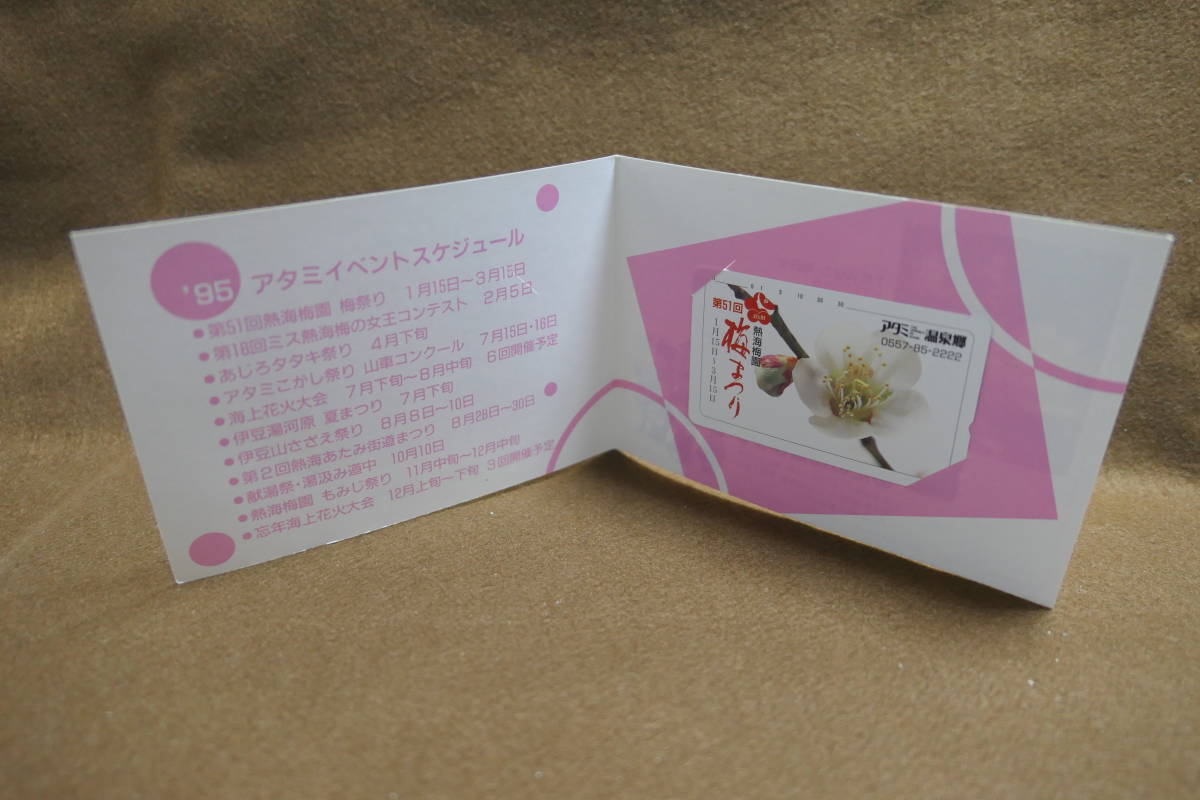 '95 アタミイベントスケジュール
●第51回熱海梅園 梅祭り 1月15日～3月15日
●第18回ミス熱海梅の女王コンテスト 2月5日
●あじろタタキ祭り 4月下旬
●アタミこかし祭り 山車コンクール 7月15日・16日
●海上花火大会 7月下旬～8月中旬 6回開催予定
●伊豆湯河原 夏まつり 7月下旬
●伊豆山さざえ祭り 8月8日～10日
●第2回熱海あたみ街道まつり 8月28日～30日
●献湯祭・湯汲み道中 10月10日
●熱海梅園 もみじ祭り 11月中旬～12月中旬
●忘年海上花火大会 12月上旬～下旬 3回開催予定
第51回
熱海梅園
梅まつり
1月15日～3月15日
アタミニューミュー温泉郷
0557-85-2222